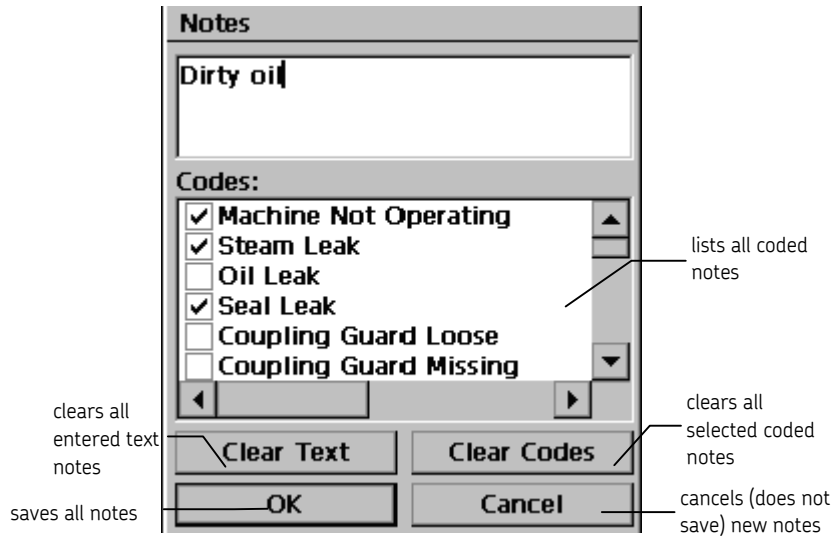 Notes
Dirty oil
Codes:
Machine Not Operating
Steam Leak
Oil Leak
Seal Leak
Coupling Guard Loose
Coupling Guard Missing
lists all coded
notes
clears all
entered text
notes
Clear Text
Clear Codes
clears all
selected coded
notes
saves all notes
OK
Cancel
cancels (does not
save) new notes